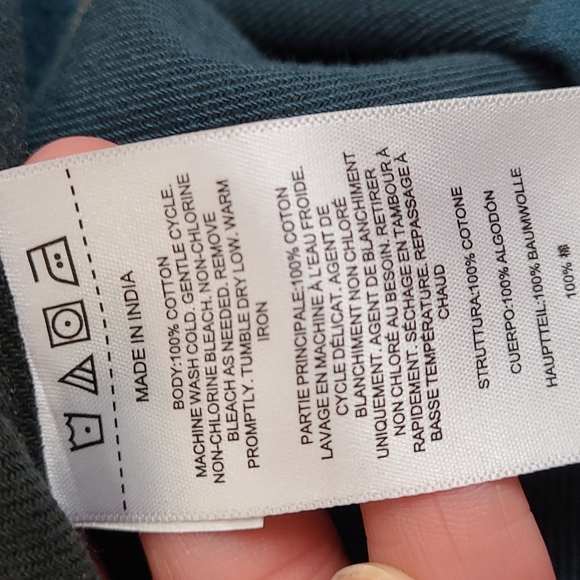 MADE IN INDIA
BODY:100% COTTON
MACHINE WASH COLD. GENTLE CYCLE.
NON-CHLORINE BLEACH. NON-CHLORINE
BLEACH AS NEEDED. REMOVE
PROMPTLY. TUMBLE DRY LOW. WARM
IRON
PARTIE PRINCIPALE:100% COTON
LAVAGE EN MACHINE À L'EAU FROIDE.
CYCLE DÉLICAT. AGENT DE
BLANCHIMENT NON CHLORÉ
UNIQUEMENT. AGENT DE BLANCHIMENT
NON CHLORÉ AU BESOIN. RETIRER
RAPIDEMENT. SÉCHAGE EN TAMBOUR À
BASSE TEMPÉRATURE. REPASSAGE À
CHAUD
STRUTTURA:100% COTONE
CUERPO:100% ALGODÓN
HAUPTTEIL:100% BAUMWOLLE
100% 棉